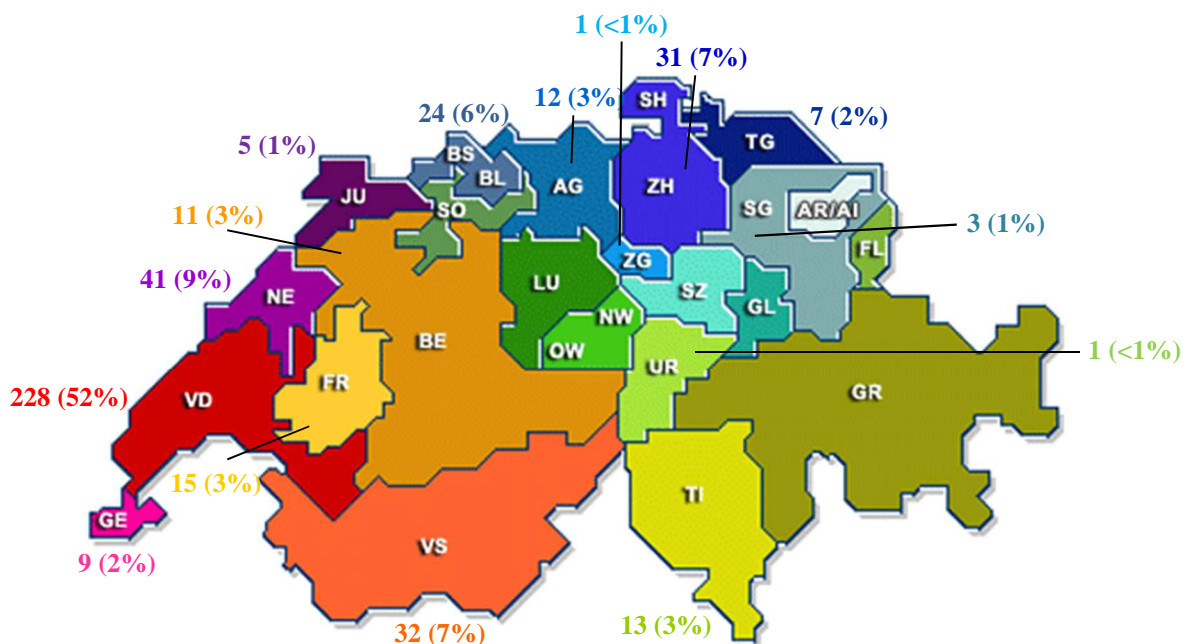 1 (<1%)
31 (7%)
SH
12 (3%)
7 (2%)
24 (6%)
5 (1%)
BS
TG
BL
AG
ZH
JU
SO
SG
AR/AI
11 (3%)
3 (1%)
FL
41 (9%)
ZG
NE
LU
SZ
GL
NW
BE
OW
UR
1 (<1%)
228 (52%)
VD
FR
GR
15 (3%)
TI
GE
VS
9 (2%)
32 (7%)
13 (3%)